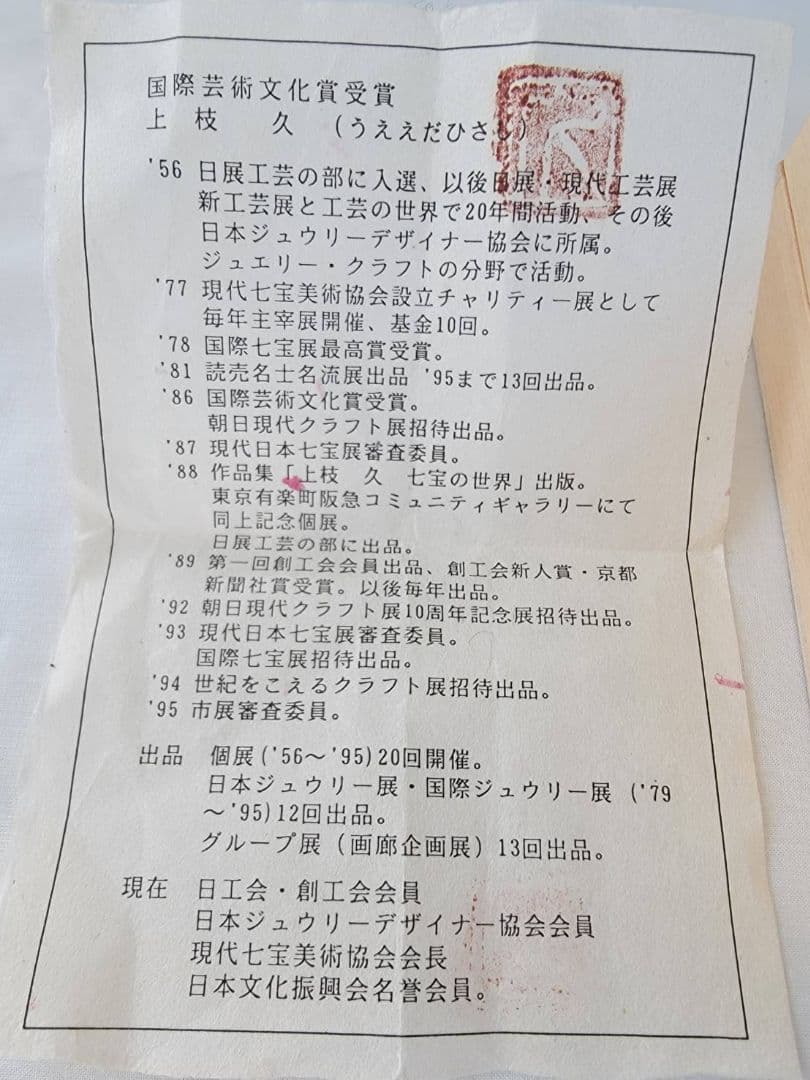 国際芸術文化賞受賞
上 枝 久 （うええだひさし）
'56 日展工芸の部に入選、以後日展・現代工芸展
新工芸展と工芸の世界で20年間活動、その後
日本ジュウリーデザイナー協会に所属。
ジュエリー・クラフトの分野で活動。
'77 現代七宝美術協会設立チャリティー展として
毎年主宰展開催、基金10回。
'78 国際七宝展最高賞受賞。
'81 読売名士名流展出品 '95まで13回出品。
'86 国際芸術文化賞受賞。
朝日現代クラフト展招待出品。
'87 現代日本七宝展審査委員。
'88 作品集「上枝 久 七宝の世界」出版。
東京有楽町阪急コミュニティギャラリーにて
同上記念個展。
日展工芸の部に出品。
'89 第一回創工会会員出品、創工会新人賞・京都
新聞社賞受賞。以後毎年出品。
'92 朝日現代クラフト展10周年記念展招待出品。
'93 現代日本七宝展審査委員。
国際七宝展招待出品。
'94 世紀をこえるクラフト展招待出品。
'95 市展審査委員。
出品 個展('56～'95)20回開催。
日本ジュウリー展・国際ジュウリー展 ('79
～'95)12回出品。
グループ展（画廊企画展）13回出品。
現在 日工会・創工会会員
日本ジュウリーデザイナー協会会員
現代七宝美術協会会長
日本文化振興会名誉会員。